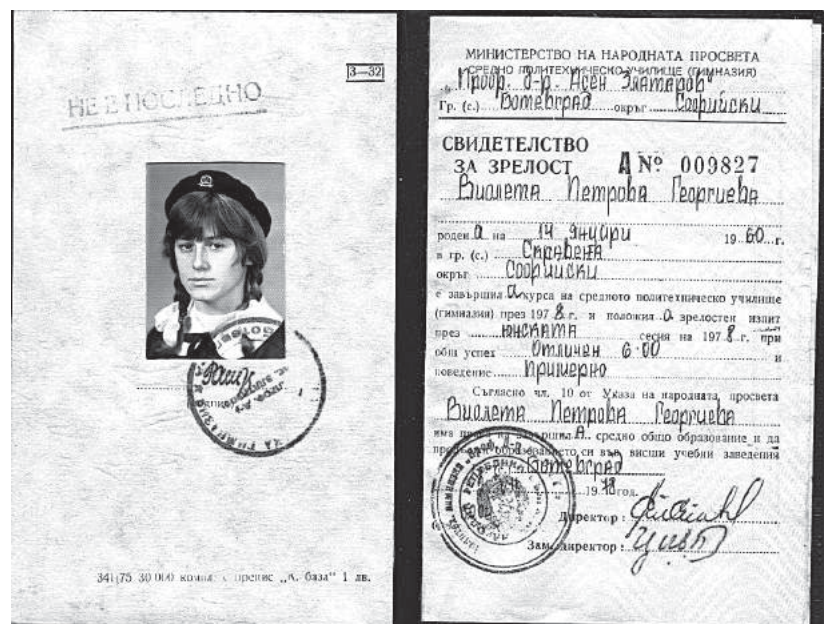 3—32
НЕ Е ПОСЛЕДНО
341/75 30 000 „К. база" 1 лв.
МИНИСТЕРСТВО НА НАРОДНАТА ПРОСВЕТА
СРЕДНО ПОЛИТЕХНИЧЕСКО УЧИЛИЩЕ (ГИМНАЗИЯ)
„Проф. д-р. Асен Златаров"
Гр. (с.) Ботевград окръг Софийски
СВИДЕТЕЛСТВО
ЗА ЗРЕЛОСТ А № 009827
Виолета Петрова Георгиева
роден а на 14 януари 1960 г.
в гр. (с.) Скравена
окръг Софийски
е завършил а курса на средното политехническо училище
(гимназия) през 1978 г. и положил а зрелостен изпит
през юнската сесия на 1978 г. при
общ успех Отличен 6·00 и
поведение Примерно
Съгласно чл. 10 от Указа на народната просвета
Виолета Петрова Георгиева
има право на завършил А. средно общо образование и да
образованието си във висши учебни заведения
Ботевград
1978 год.
Директор:
Зам. директор: